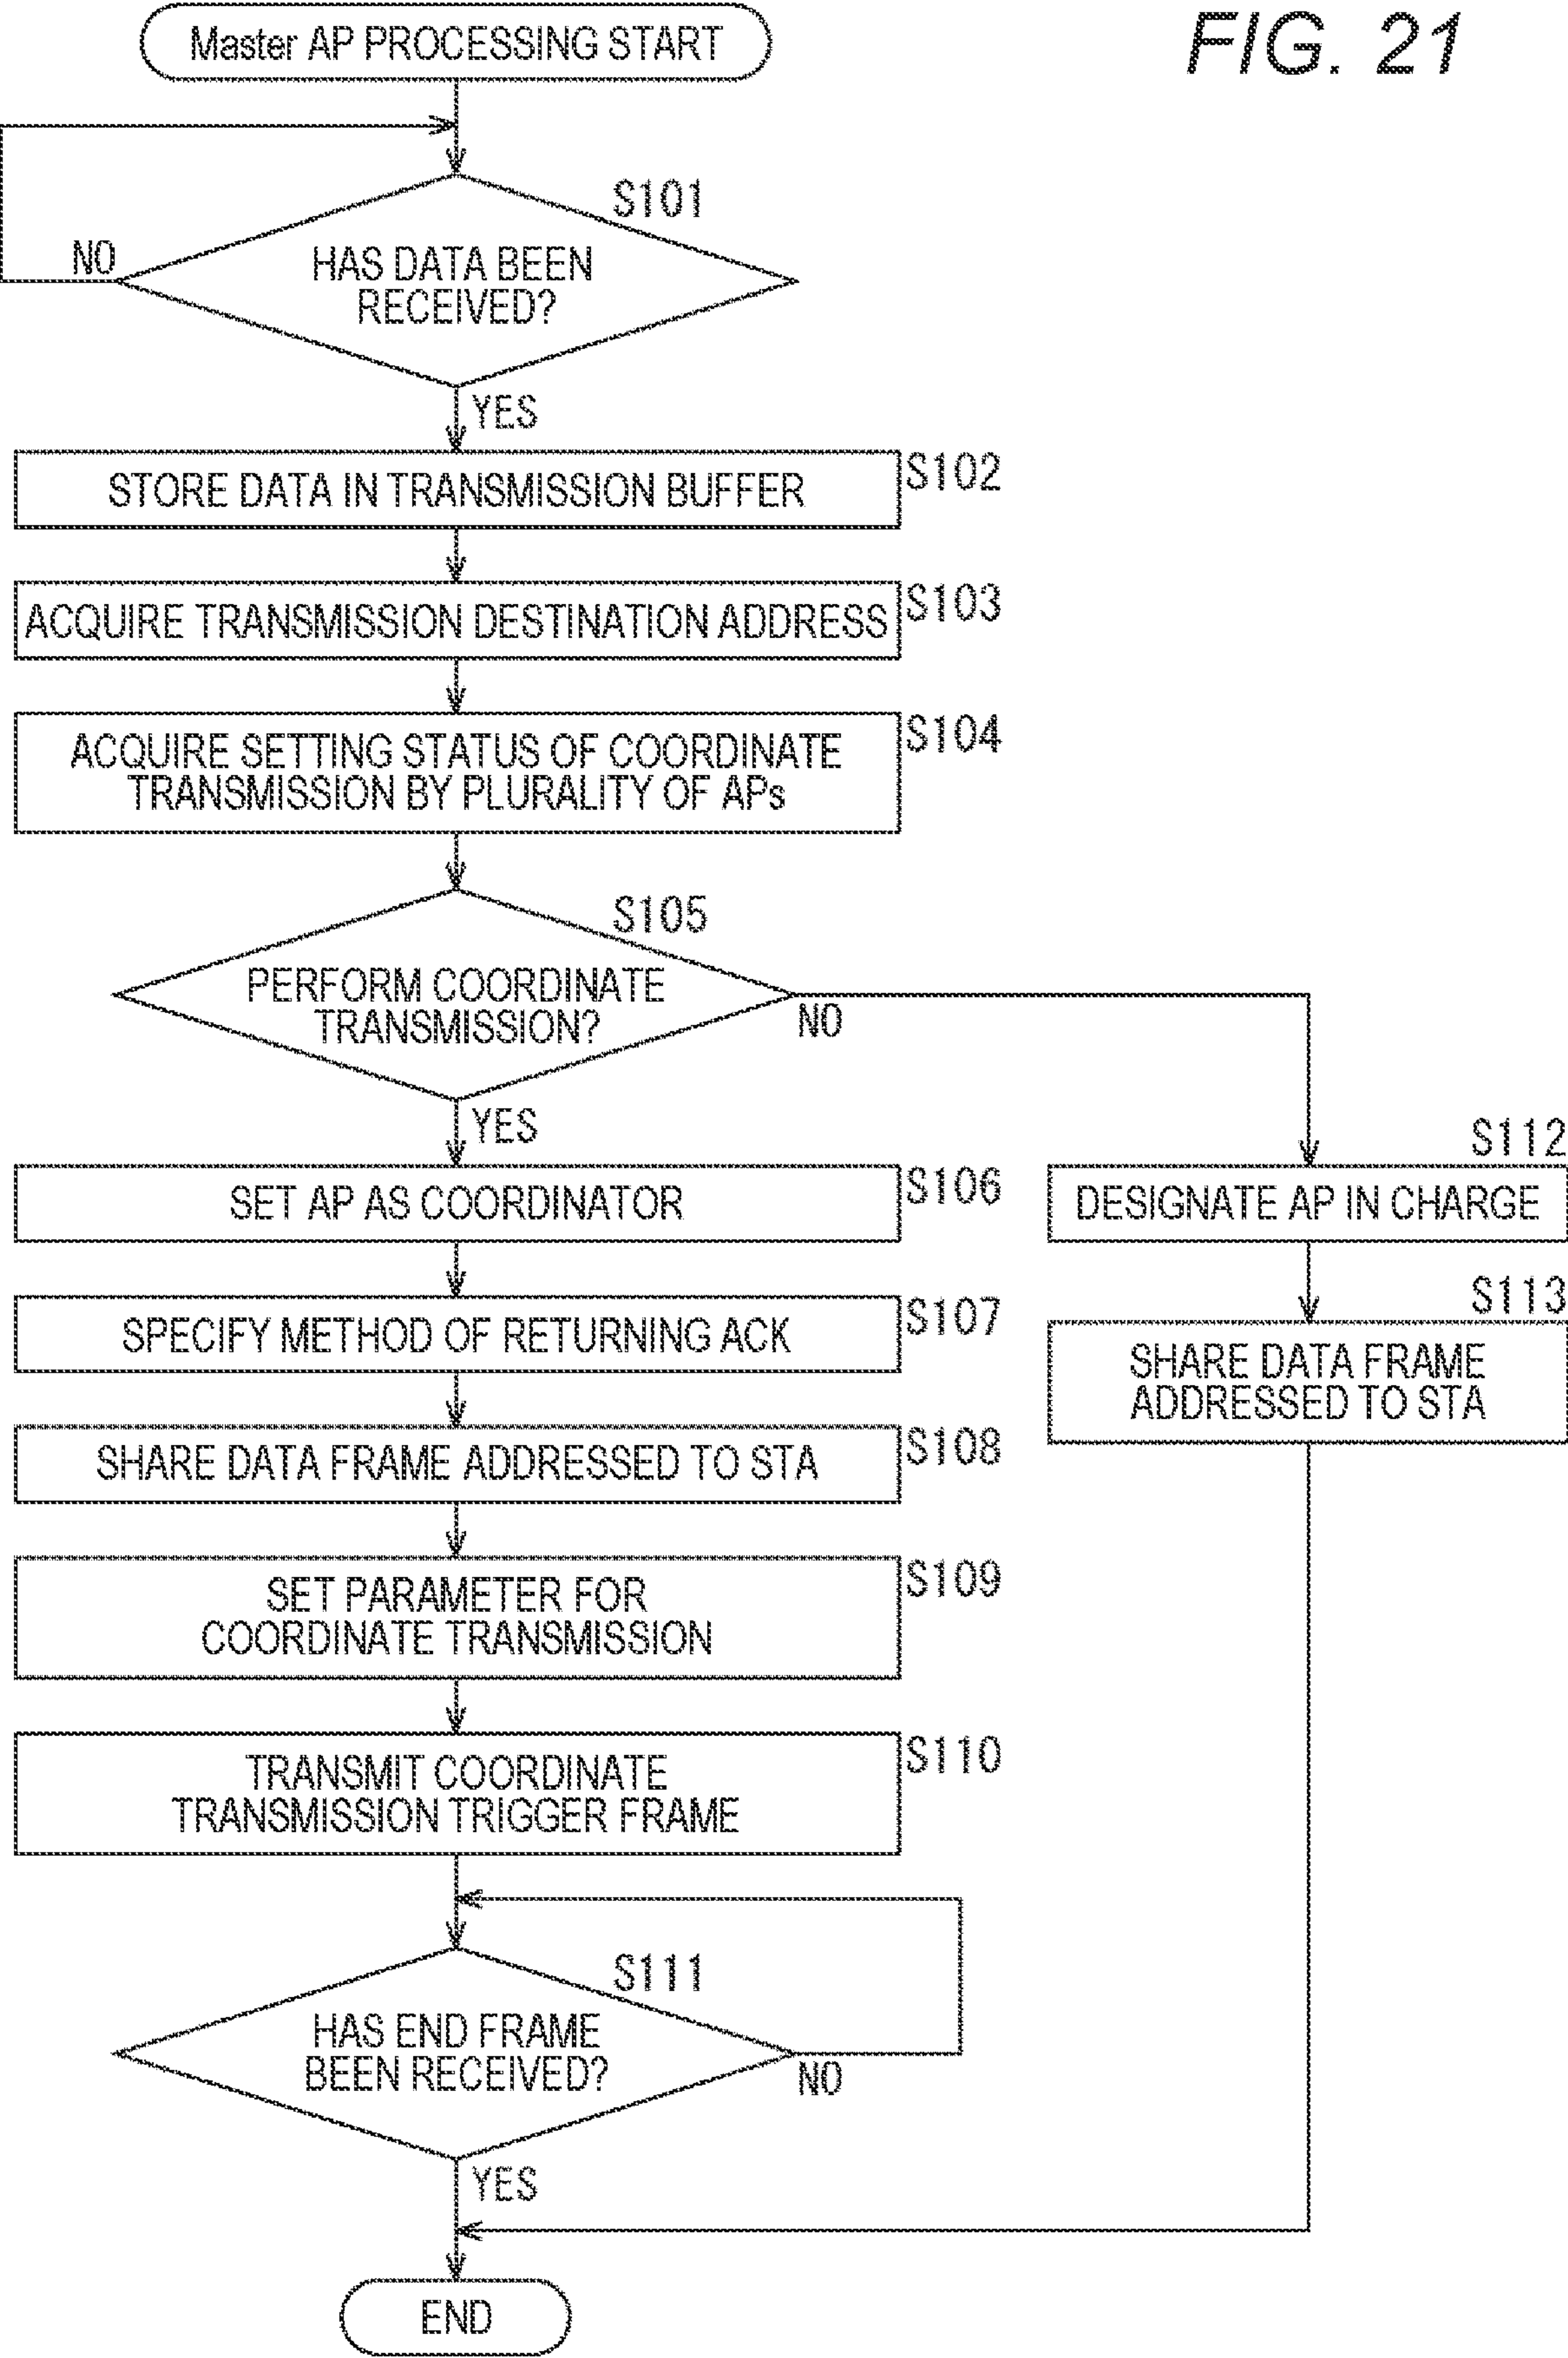 Master AP PROCESSING START
FIG. 21
S101
NO
HAS DATA BEEN
RECEIVED?
YES
STORE DATA IN TRANSMISSION BUFFER
S102
ACQUIRE TRANSMISSION DESTINATION ADDRESS
S103
ACQUIRE SETTING STATUS OF COORDINATE
TRANSMISSION BY PLURALITY OF APs
S104
S105
PERFORM COORDINATE
TRANSMISSION?
NO
YES
SET AP AS COORDINATOR
S106
SPECIFY METHOD OF RETURNING ACK
S107
SHARE DATA FRAME ADDRESSED TO STA
S108
SET PARAMETER FOR
COORDINATE TRANSMISSION
S109
TRANSMIT COORDINATE
TRANSMISSION TRIGGER FRAME
S110
S111
HAS END FRAME
BEEN RECEIVED?
NO
YES
S112
DESIGNATE AP IN CHARGE
S113
SHARE DATA FRAME
ADDRESSED TO STA
END